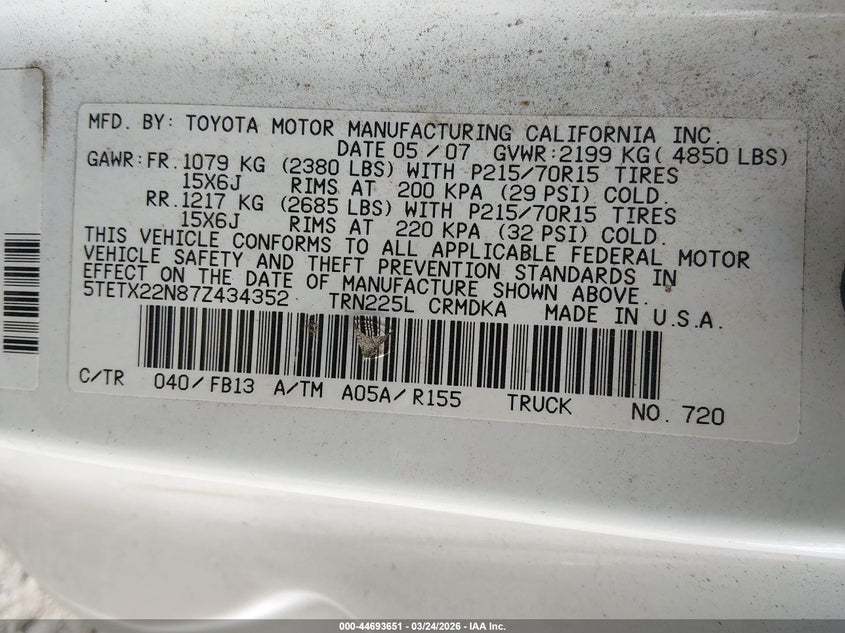 MFD. BY: TOYOTA MOTOR MANUFACTURING CALIFORNIA INC.
DATE 05/07 GVWR:2199 KG( 4850 LBS)
GAWR:FR.1079 KG (2380 LBS) WITH P215/70R15 TIRES
15X6J RIMS AT 200 KPA (29 PSI) COLD.
RR.1217 KG (2685 LBS) WITH P215/70R15 TIRES
15X6J RIMS AT 220 KPA (32 PSI) COLD.
THIS VEHICLE CONFORMS TO ALL APPLICABLE FEDERAL MOTOR
VEHICLE SAFETY AND THEFT PREVENTION STANDARDS IN
EFFECT ON THE DATE OF MANUFACTURE SHOWN ABOVE.
5TETX22N87Z434352 TRN225L CRMDKA MADE IN U.S.A.
C/TR 040/FB13 A/TM A05A/R155 TRUCK NO. 720
000-44693651 | 03/24/2026 | IAA Inc.